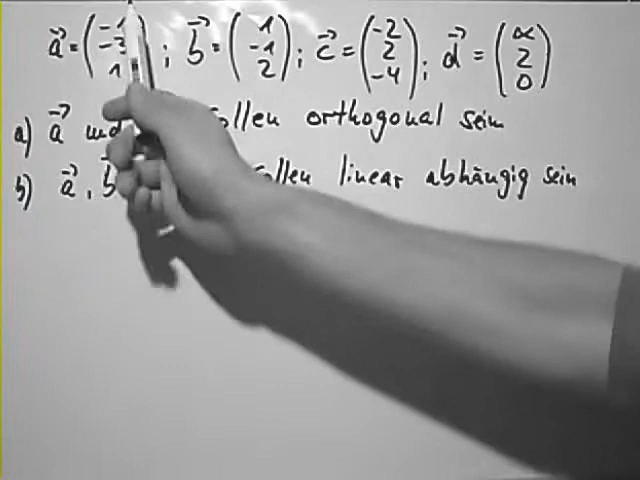 a⃗ = (-1 -3 1) ; b⃗ = (1 -1 2) ; c⃗ = (-2 2 -4) ; d⃗ = (α 2 0)
a) a⃗ und sollen orthogonal sein
b) a⃗, b⃗ sollen linear abhängig sein